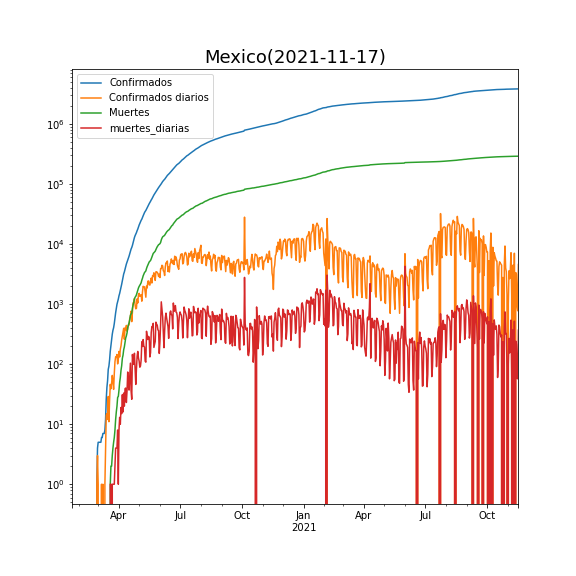 Mexico(2021-11-17)
Confirmados
Confirmados diarios
Muertes
muertes_diarias
10^6
10^5
10^4
10^3
10^2
10^1
10^0
Apr Jul Oct Jan Apr Jul Oct
2021